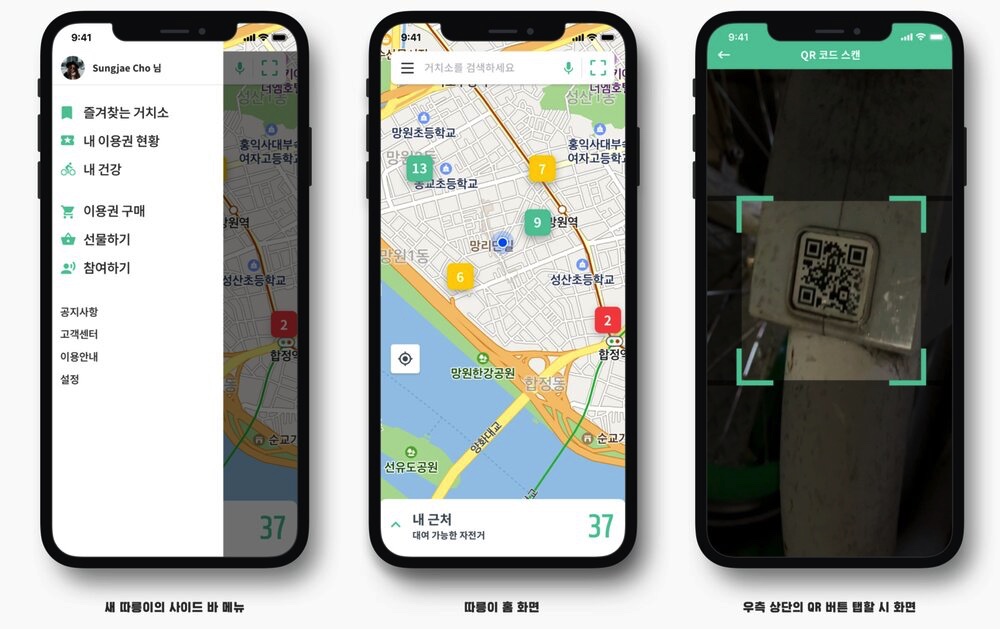 9:41
Sungjae Cho 님
즐겨찾는 거치소
내 이용권 현황
내 건강
이용권 구매
선물하기
참여하기
공지사항
고객센터
이용안내
설정
성산1동
홍익사대부속
여자고등학교
망원역
성산초등학교
2
합정역
순교기
37
새 따릉이의 사이드 바 메뉴
9:41
거치소를 검색하세요
성산1동
망원초등학교
홍익사대부속
여자고등학교
13
7
동교초등학교
9
망원역
망리단길
망원1동
6
성산초등학교
2
합정역
망원한강공원
합정동
양화대교
순교기
선유도공원
내 근처
대여 가능한 자전거
37
따릉이 홈 화면
9:41
QR 코드 스캔
우측 상단의 QR 버튼 탭할 시 화면